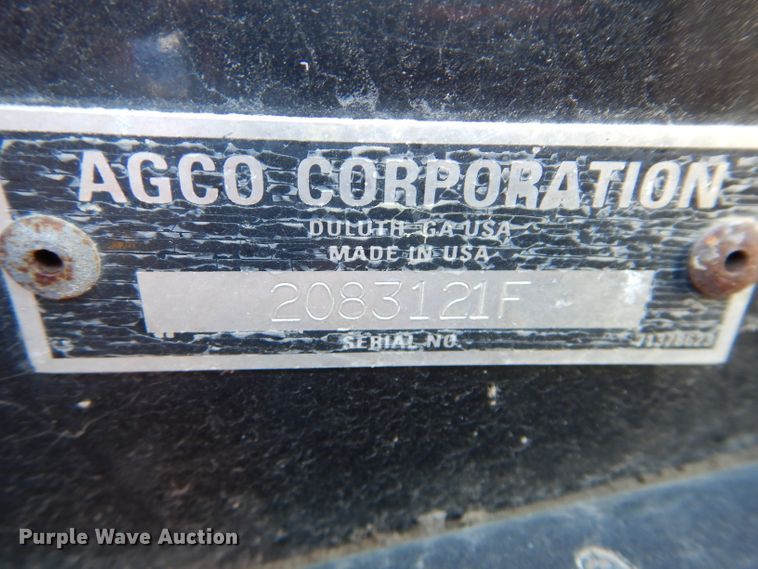 AGCO CORPORATION
DULUTH, GA USA
MADE IN USA
2083121F
SERIAL NO.
Purple Wave Auction